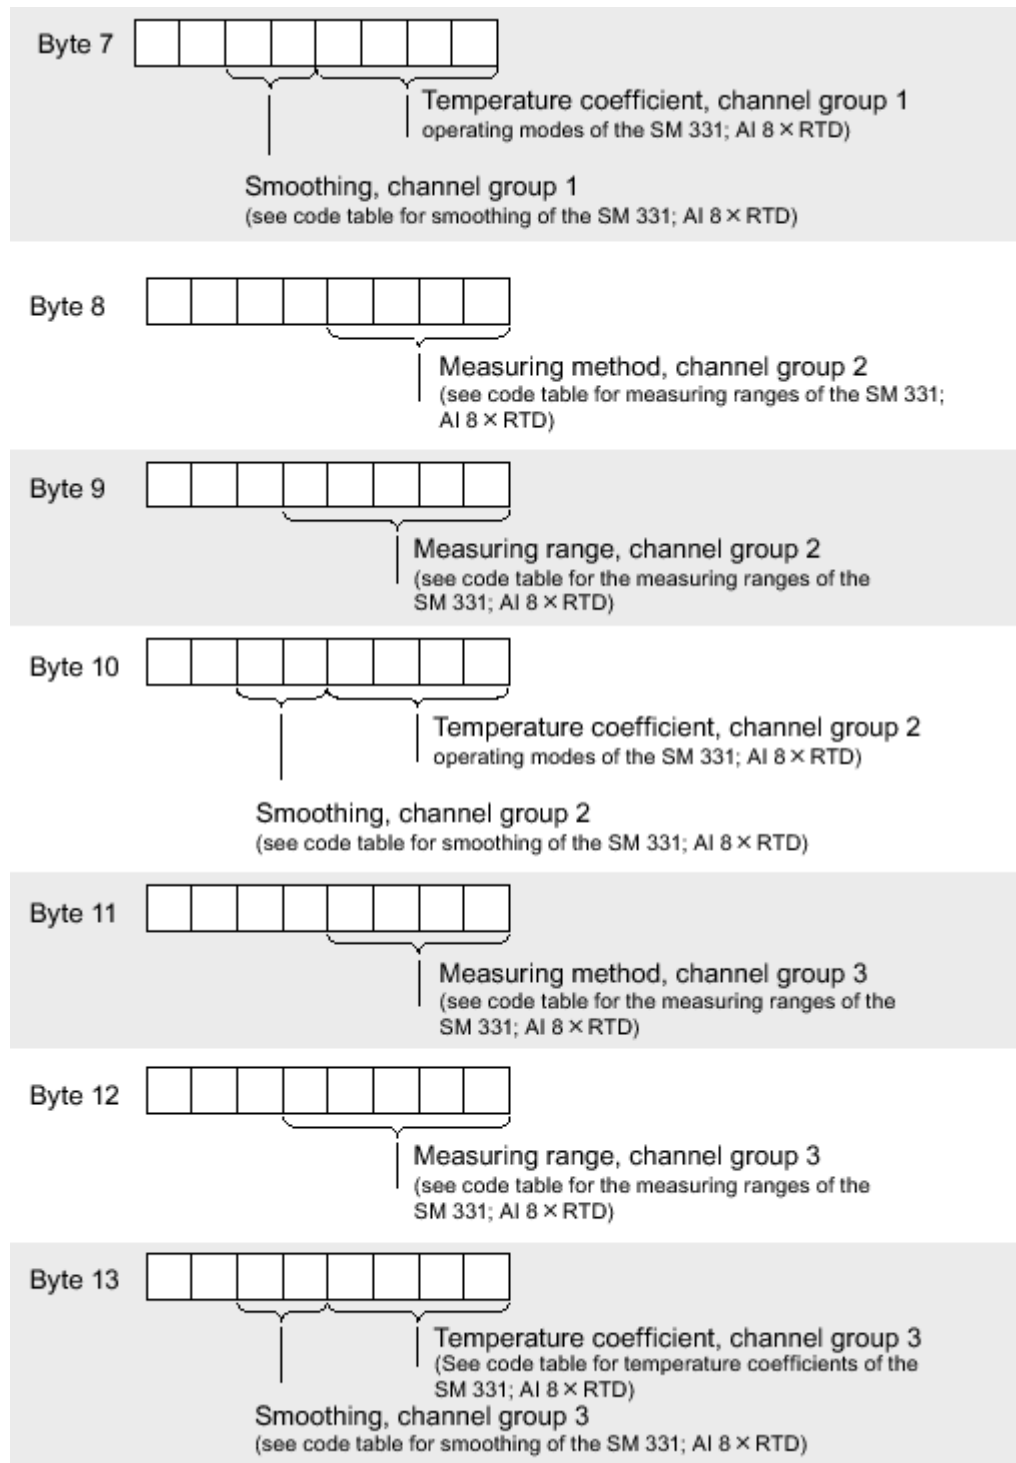 Byte 7
Temperature coefficient, channel group 1
operating modes of the SM 331; AI 8 × RTD)
Smoothing, channel group 1
(see code table for smoothing of the SM 331; AI 8 × RTD)
Byte 8
Measuring method, channel group 2
(see code table for measuring ranges of the SM 331;
AI 8 × RTD)
Byte 9
Measuring range, channel group 2
(see code table for the measuring ranges of the
SM 331; AI 8 × RTD)
Byte 10
Temperature coefficient, channel group 2
operating modes of the SM 331; AI 8 × RTD)
Smoothing, channel group 2
(see code table for smoothing of the SM 331; AI 8 × RTD)
Byte 11
Measuring method, channel group 3
(see code table for the measuring ranges of the
SM 331; AI 8 × RTD)
Byte 12
Measuring range, channel group 3
(see code table for the measuring ranges of the
SM 331; AI 8 × RTD)
Byte 13
Temperature coefficient, channel group 3
(See code table for temperature coefficients of the
SM 331; AI 8 × RTD)
Smoothing, channel group 3
(see code table for smoothing of the SM 331; AI 8 × RTD)